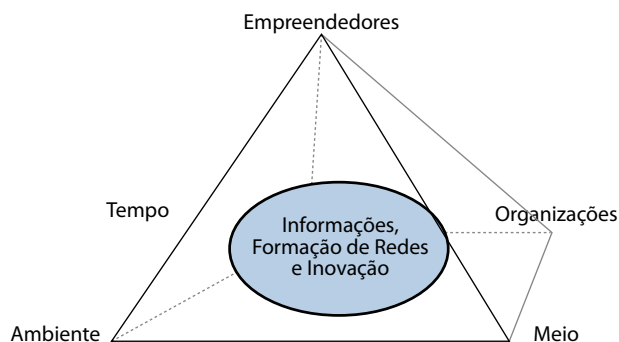 Empreendedores
Tempo
Organizações
Informações,
Formação de Redes
e Inovação
Ambiente
Meio